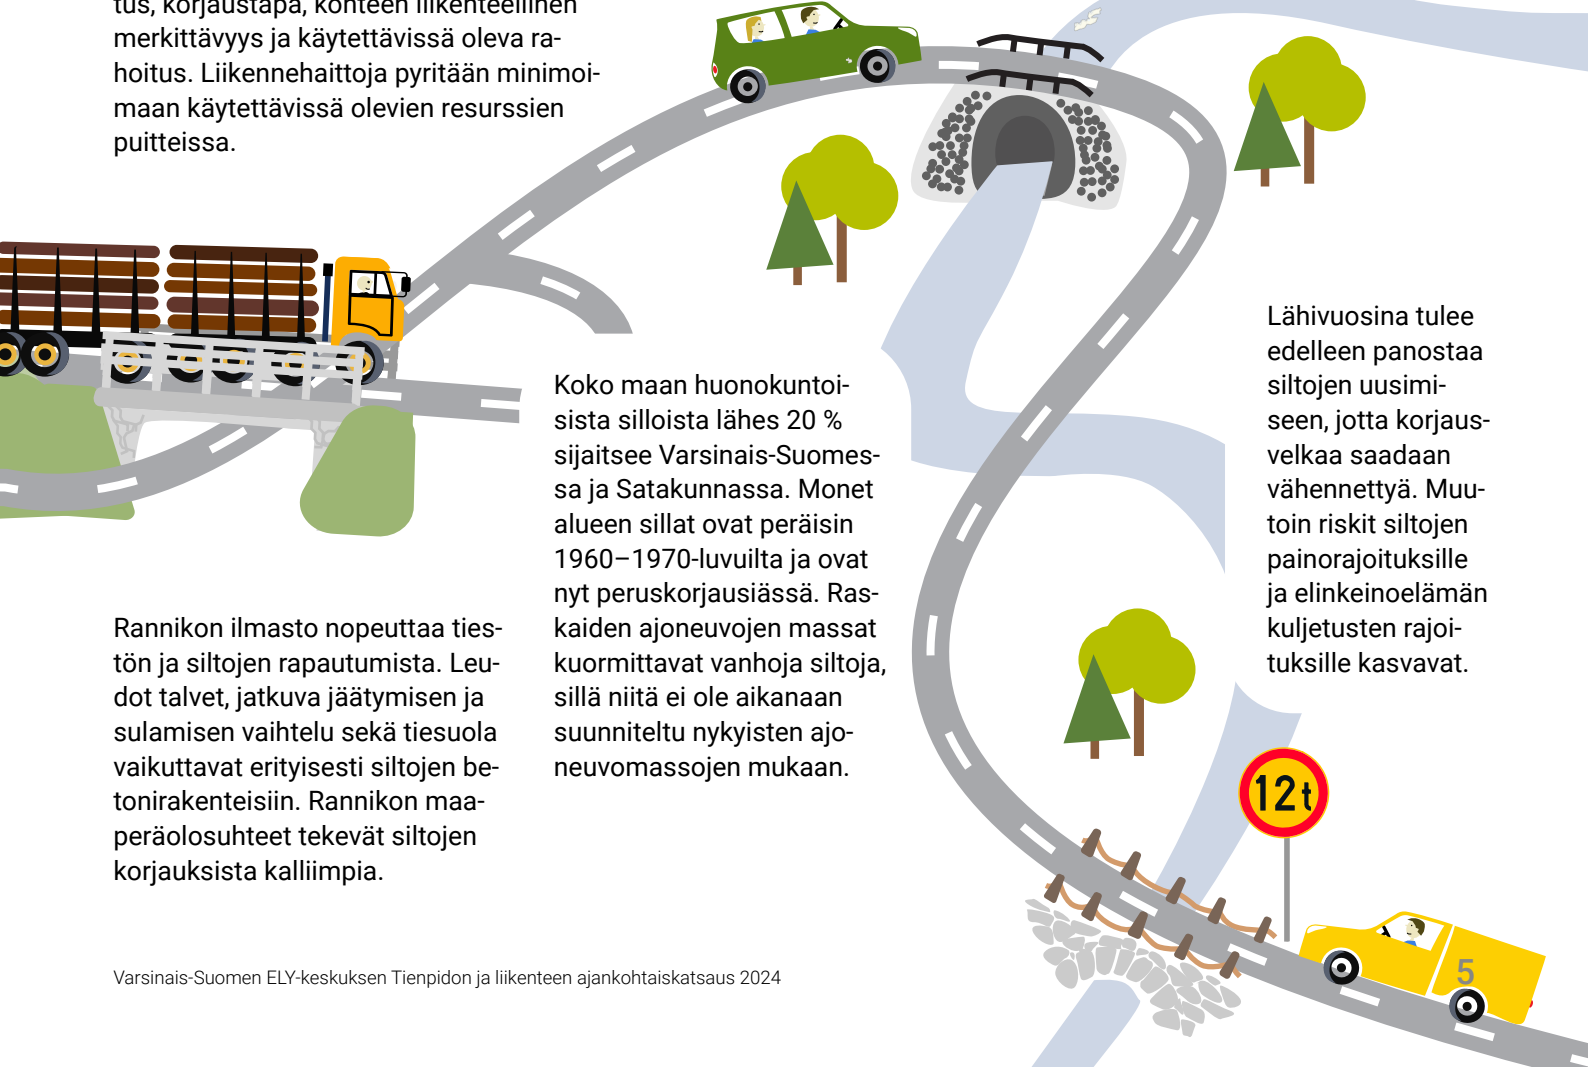 tus, korjaustapa, kohteen liikenteellinen
merkittävyys ja käytettävissä oleva ra-
hoitus. Liikennehaittoja pyritään minimoi-
maan käytettävissä olevien resurssien
puitteissa.
Rannikon ilmasto nopeuttaa ties-
tön ja siltojen rapautumista. Leu-
dot talvet, jatkuva jäätymisen ja
sulamisen vaihtelu sekä tiesuola
vaikuttavat erityisesti siltojen be-
tonirakenteisiin. Rannikon maa-
peräolosuhteet tekevät siltojen
korjauksista kalliimpia.
Koko maan huonokuntoi-
sista silloista lähes 20 %
sijaitsee Varsinais-Suomes-
sa ja Satakunnassa. Monet
alueen sillat ovat peräisin
1960–1970-luvuilta ja ovat
nyt peruskorjausiässä. Ras-
kaiden ajoneuvojen massat
kuormittavat vanhoja siltoja,
sillä niitä ei ole aikanaan
suunniteltu nykyisten ajo-
neuvomassojen mukaan.
Lähivuosina tulee
edelleen panostaa
siltojen uusimi-
seen, jotta korjaus-
velkaa saadaan
vähennettyä. Muu-
toin riskit siltojen
painorajoituksille
ja elinkeinoelämän
kuljetusten rajoi-
tuksille kasvavat.
12t
Varsinais-Suomen ELY-keskuksen Tienpidon ja liikenteen ajankohtaiskatsaus 2024
5